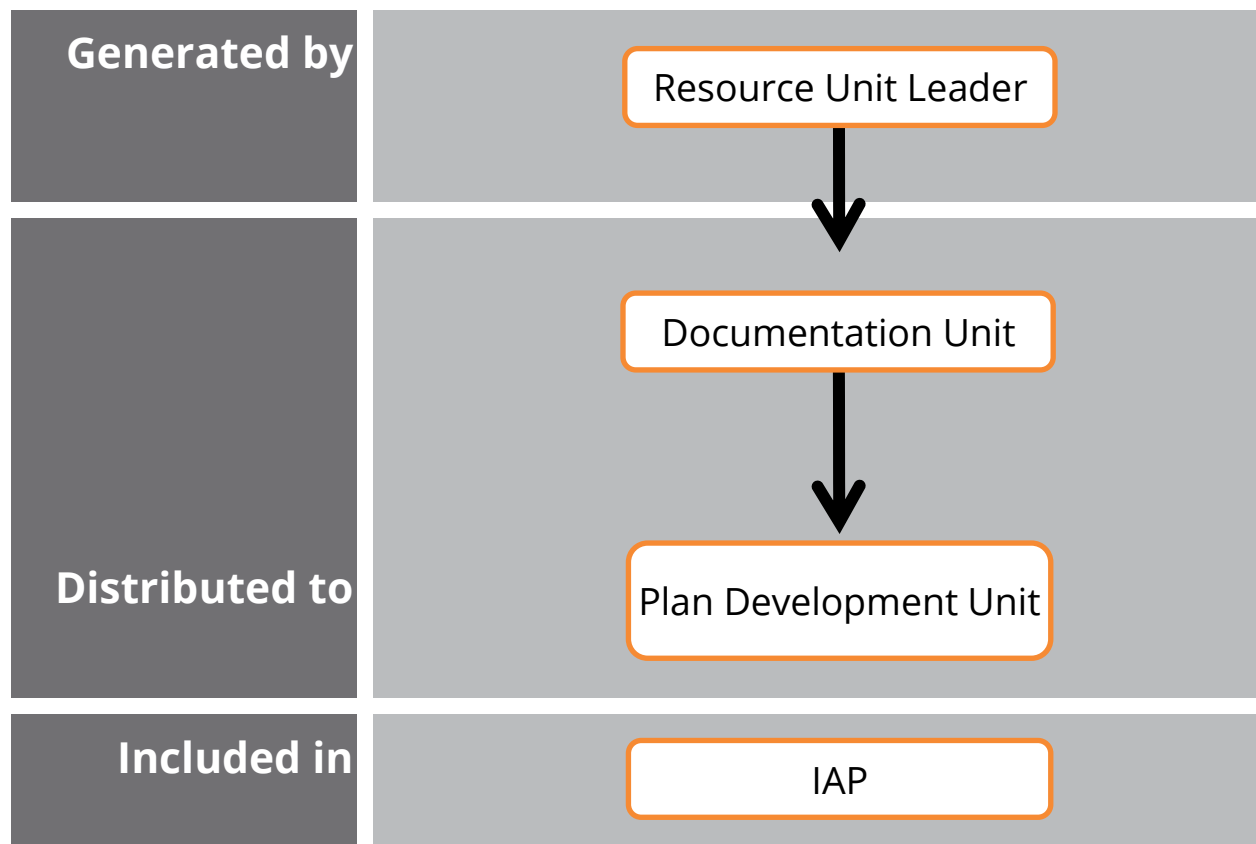 Generated by
Resource Unit Leader
Documentation Unit
Distributed to
Plan Development Unit
Included in
IAP